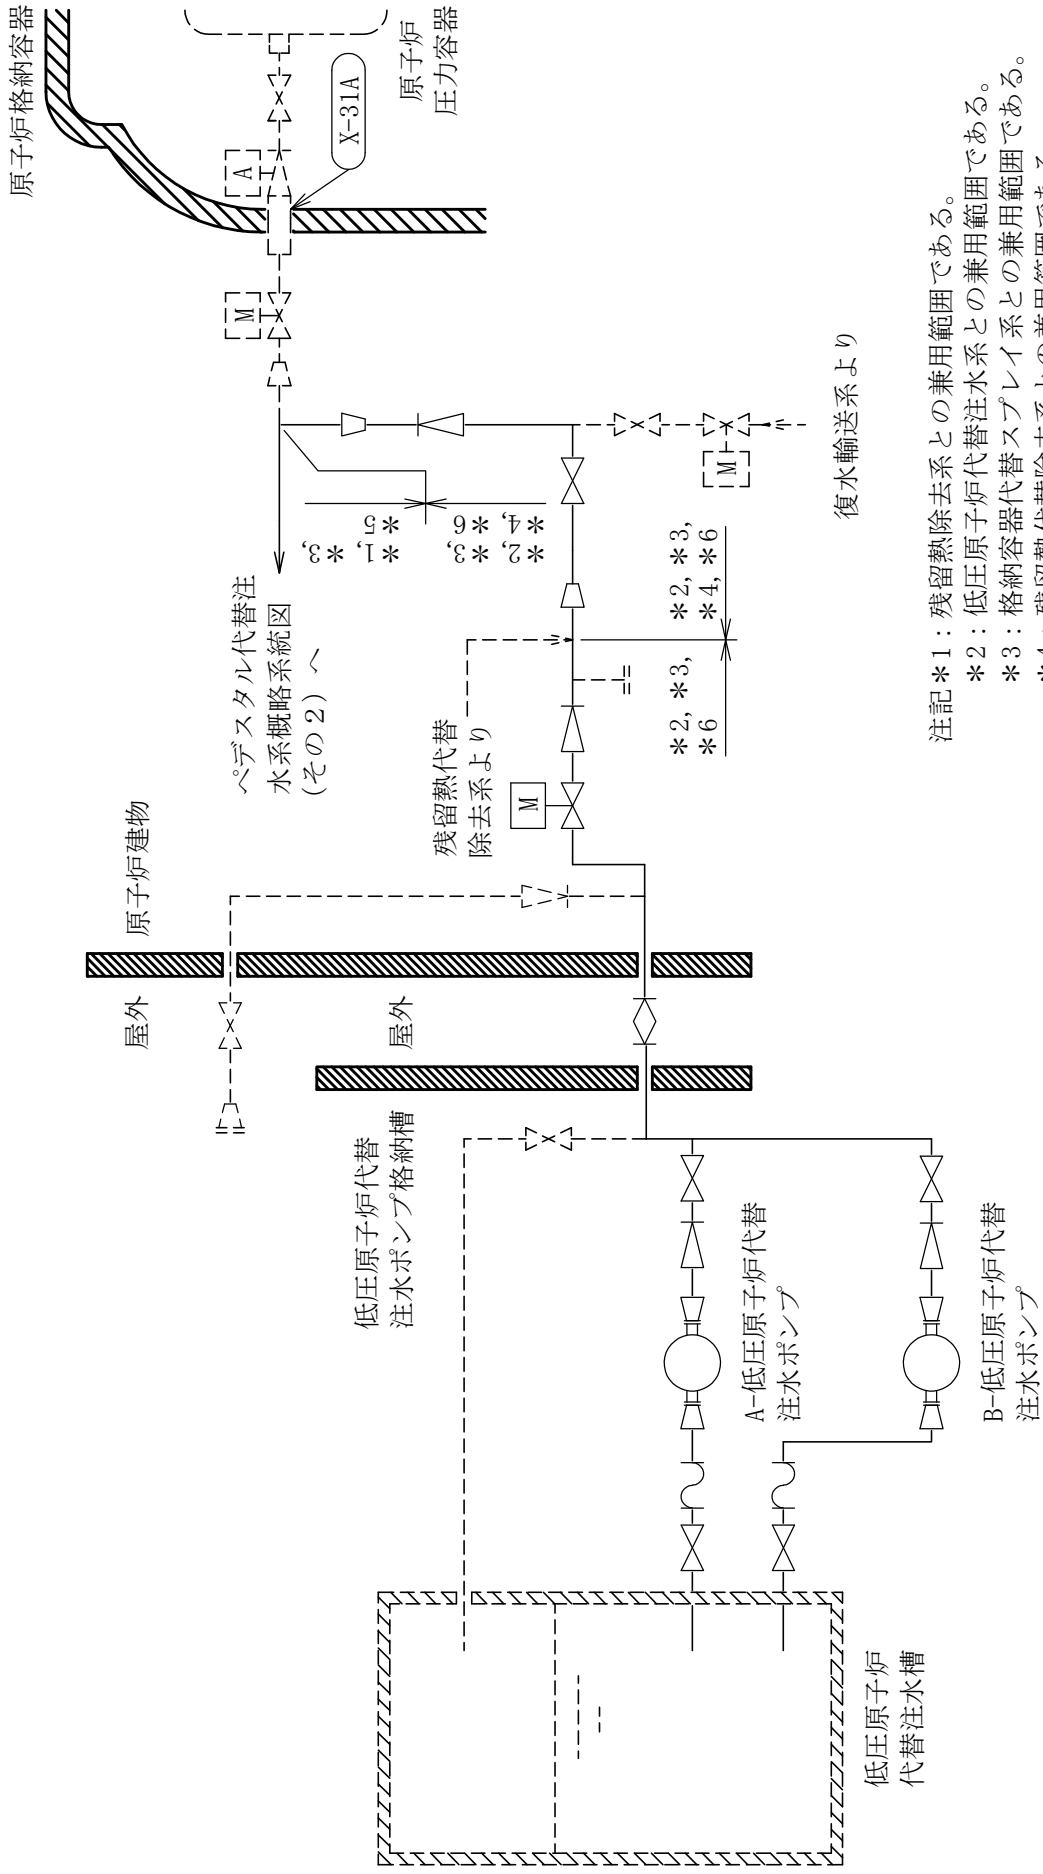 原子炉格納容器
原子炉
圧力容器
A
X-31A
M
M
復水輸送系より
＊1, ＊3,
＊5
＊2, ＊3,
＊4, ＊6
ペデスタル代替注
水系概略系統図
(その2) へ
残留熱代替
除去系より
＊2, ＊3,
＊6
＊2, ＊3,
＊4, ＊6
M
原子炉建物
屋外
屋外
低圧原子炉代替
注水ポンプ格納槽
A-低圧原子炉代替
注水ポンプ
B-低圧原子炉代替
注水ポンプ
低圧原子炉
代替注水槽
注記＊1：残留熱除去系との兼用範囲である。
＊2：低圧原子炉代替注水系との兼用範囲である。
＊3：格納容器代替スプレイ系との兼用範囲である。